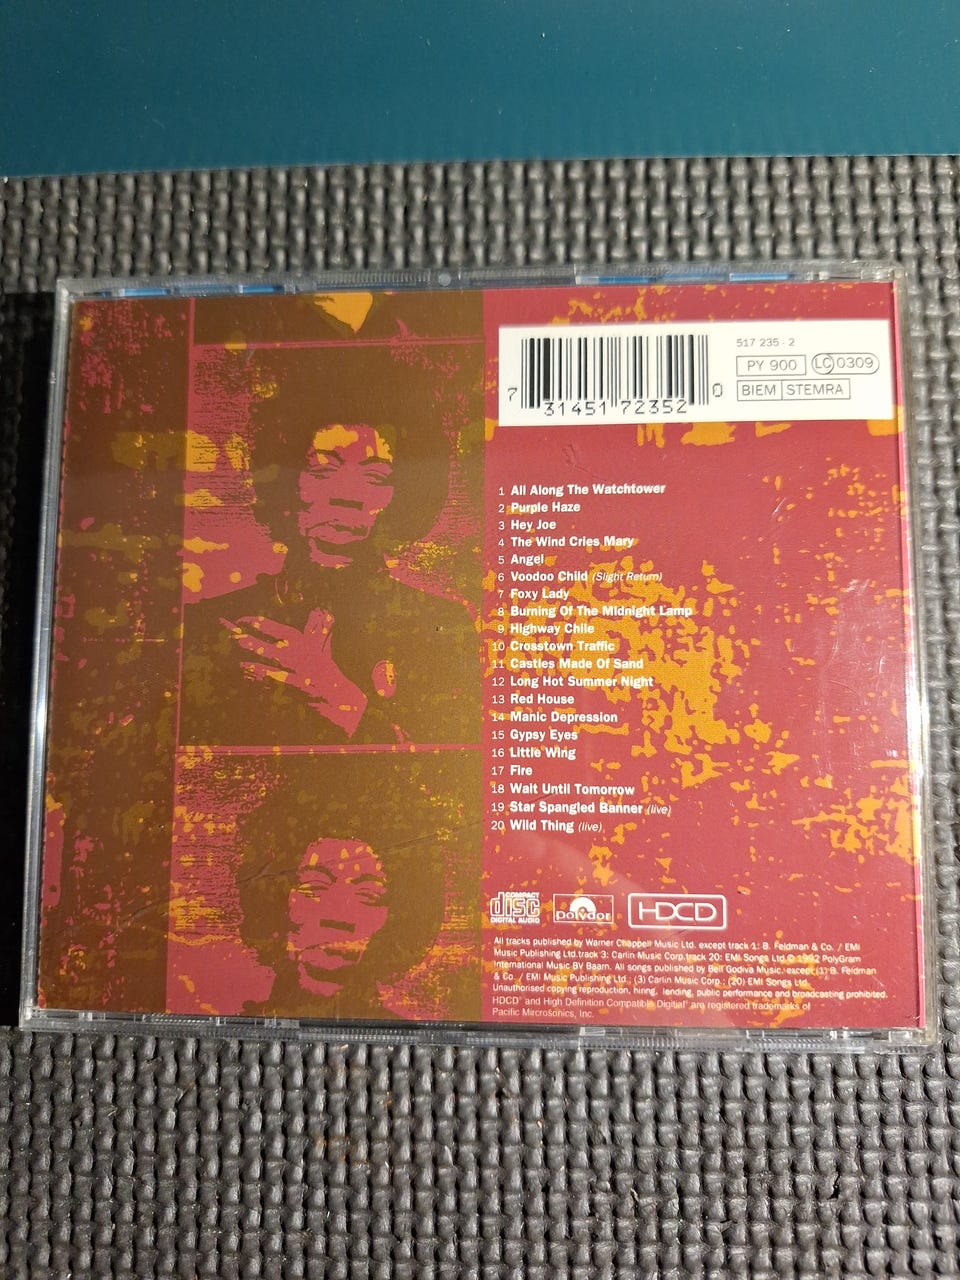 517 235 - 2
PY 900 LC 0309
BIEM STEMRA
7 31451 72352 0
1 All Along The Watchtower
2 Purple Haze
3 Hey Joe
4 The Wind Cries Mary
5 Angel
6 Voodoo Child (Slight Return)
7 Foxy Lady
8 Burning Of The Midnight Lamp
9 Highway Chile
10 Crosstown Traffic
11 Castles Made Of Sand
12 Long Hot Summer Night
13 Red House
14 Manic Depression
15 Gypsy Eyes
16 Little Wing
17 Fire
18 Wait Until Tomorrow
19 Star Spangled Banner (live)
20 Wild Thing (live)
COMPACT
disc
DIGITAL AUDIO
polydor
HDCD
All tracks published by Warner Chappell Music Ltd. except track 1: B. Feldman & Co. / EMI
Music Publishing Ltd.track 3: Carlin Music Corp.track 20: EMI Songs Ltd.© 1992 PolyGram
International Music BV Baarn. All songs published by Bell Godiva Music, except (1) B. Feldman
& Co. / EMI Music Publishing Ltd.; (3) Carlin Music Corp.; (20) EMI Songs Ltd.
Unauthorised copying reproduction, hiring, lending, public performance and broadcasting prohibited.
HDCD® and High Definition Compatible Digital® are registered trademarks of
Pacific Microsonics, Inc.